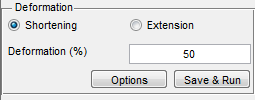 Deformation
Shortening Extension
Deformation (%) 50
Options Save & Run